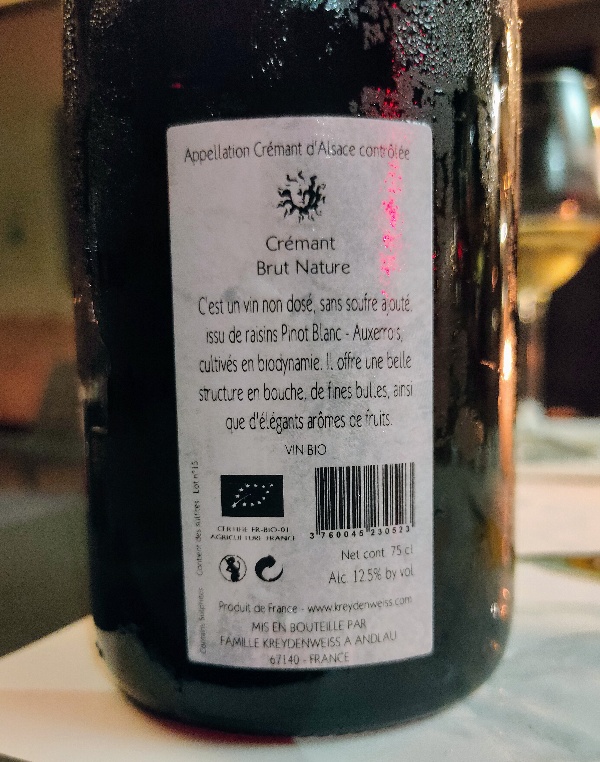 Appellation Crémant d'Alsace contrôlée
Crémant
Brut Nature
C'est un vin non dosé, sans soufre ajouté,
issu de raisins Pinot Blanc - Auxerrois,
cultivés en biodynamie. Il offre une belle
structure en bouche, de fines bulles, ainsi
que d'élégants arômes de fruits.
VIN BIO
Contient des sulfites Lot n°15
Contains Sulphites
CERTIFIÉ FR-BIO-01
AGRICULTURE FRANCE
3 760045 230523
Net cont. 75 cl
Alc. 12.5% by vol
Produit de France - www.kreydenweiss.com
MIS EN BOUTEILLE PAR
FAMILLE KREYDENWEISS A ANDLAU
67140 - FRANCE